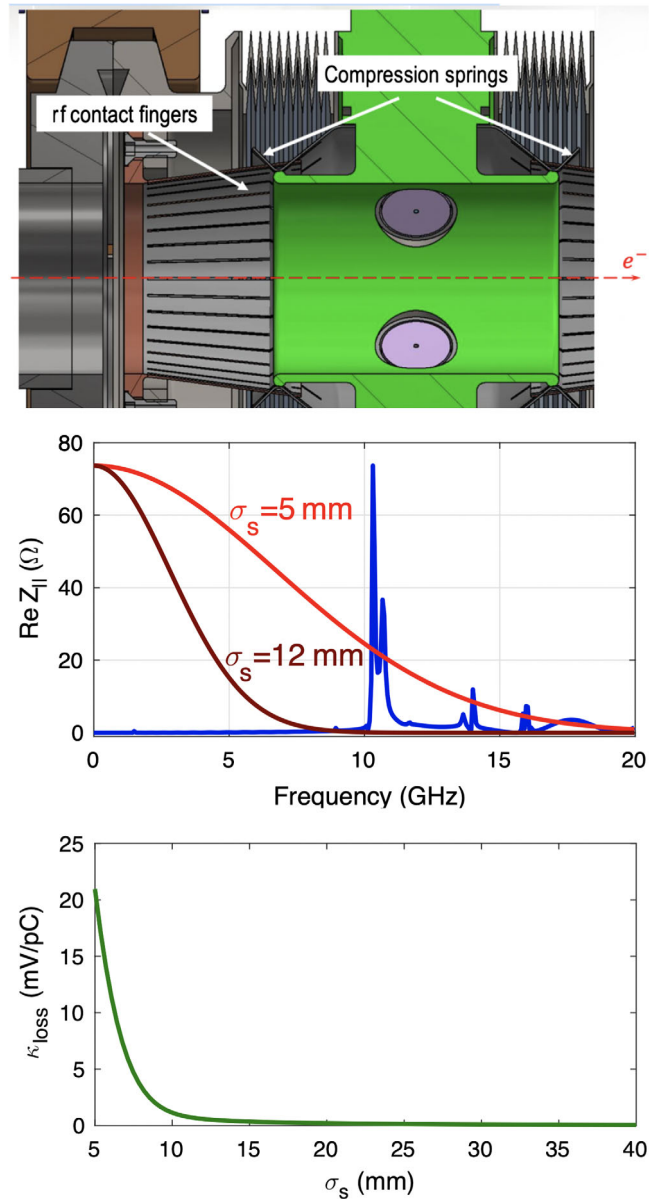 Compression springs
rf contact fingers
e⁻
80
60
40
20
0
Re Z|| (Ω)
σs=5 mm
σs=12 mm
0 5 10 15 20
Frequency (GHz)
25
20
15
10
5
0
κloss (mV/pC)
5 10 15 20 25 30 35 40
σs (mm)